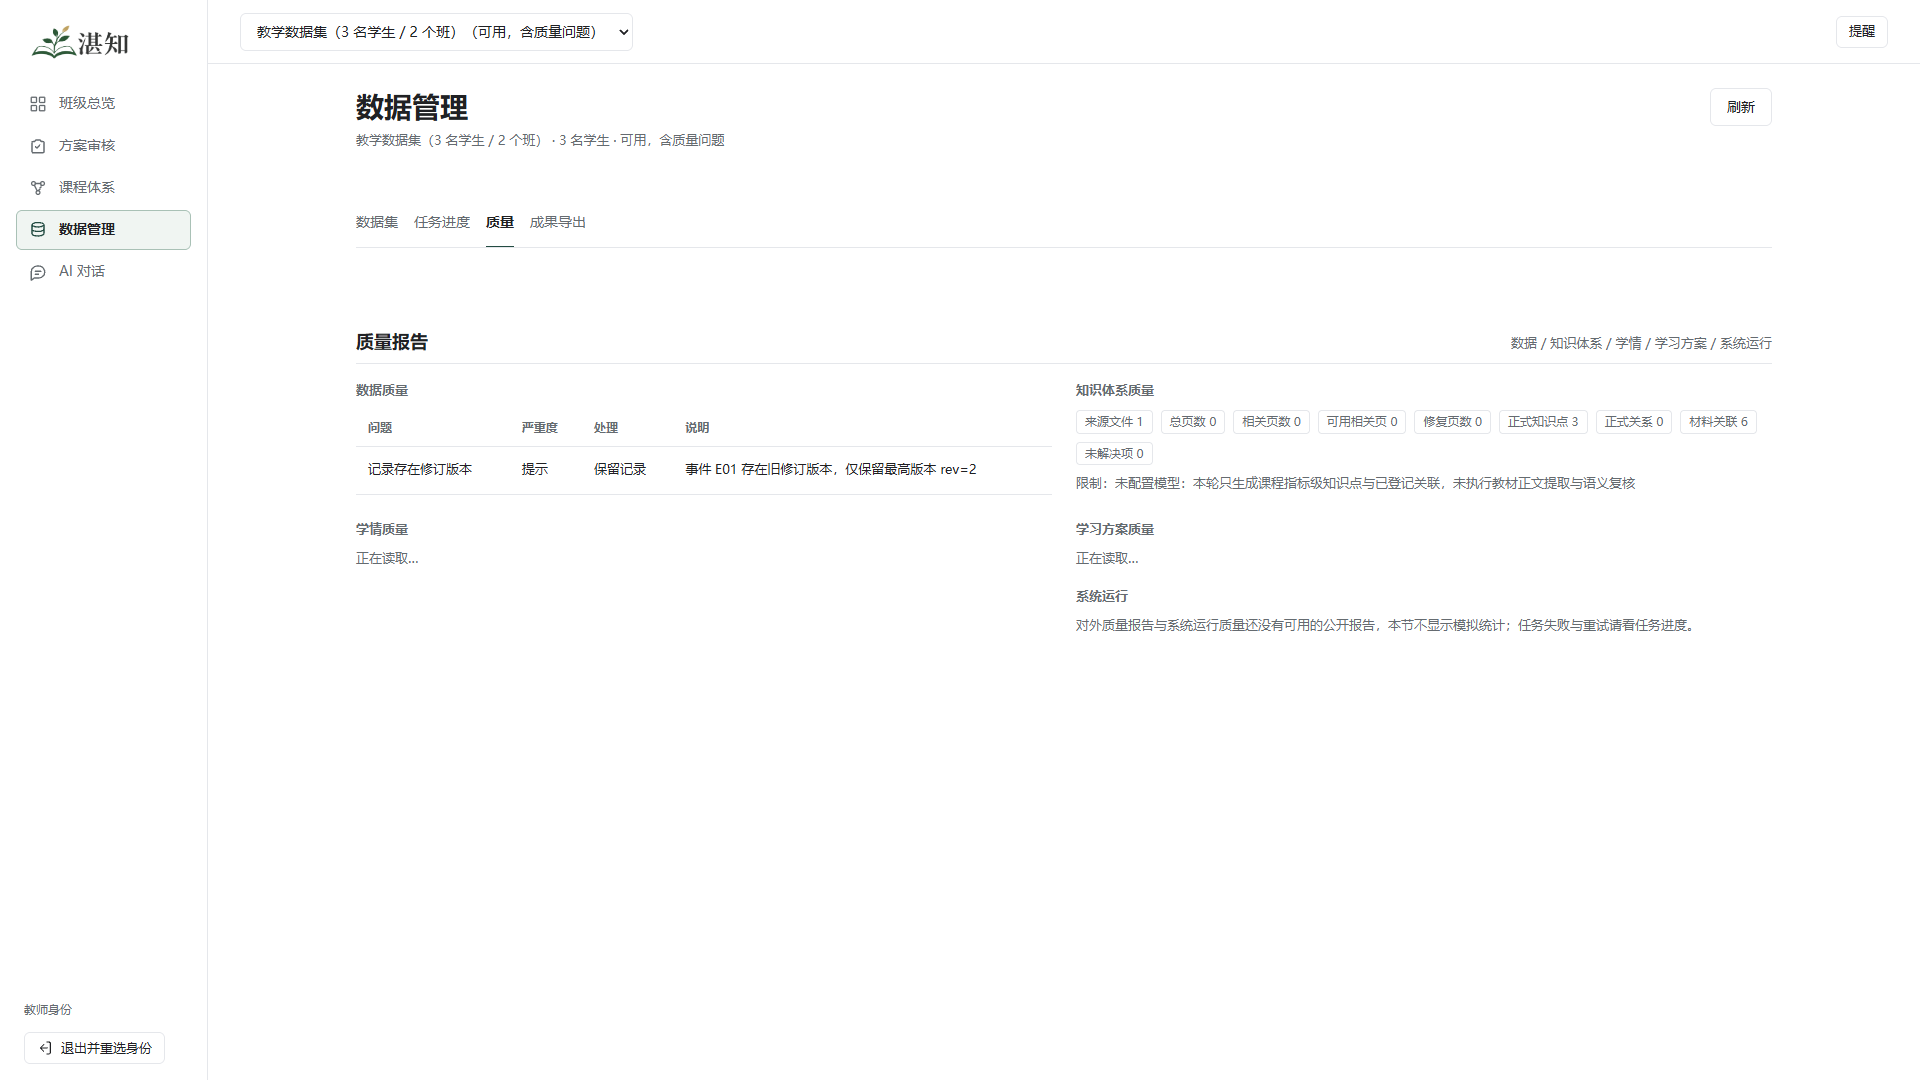 湛知
班级总览
方案审核
课程体系
数据管理
AI 对话
教师身份
退出并重选身份
教学数据集（3 名学生 / 2 个班）（可用，含质量问题）
提醒
数据管理
教学数据集（3 名学生 / 2 个班） · 3 名学生 · 可用，含质量问题
刷新
数据集 任务进度 质量 成果导出
质量报告
数据 / 知识体系 / 学情 / 学习方案 / 系统运行
数据质量
问题 严重度 处理 说明
记录存在修订版本 提示 保留记录 事件 E01 存在旧修订版本，仅保留最高版本 rev=2
学情质量
正在读取…
知识体系质量
来源文件 1 总页数 0 相关页数 0 可用相关页 0 修复页数 0 正式知识点 3 正式关系 0 材料关联 6
未解决项 0
限制：未配置模型：本轮只生成课程指标级知识点与已登记关联，未执行教材正文提取与语义复核
学习方案质量
正在读取…
系统运行
对外质量报告与系统运行质量还没有可用的公开报告，本节不显示模拟统计；任务失败与重试请看任务进度。